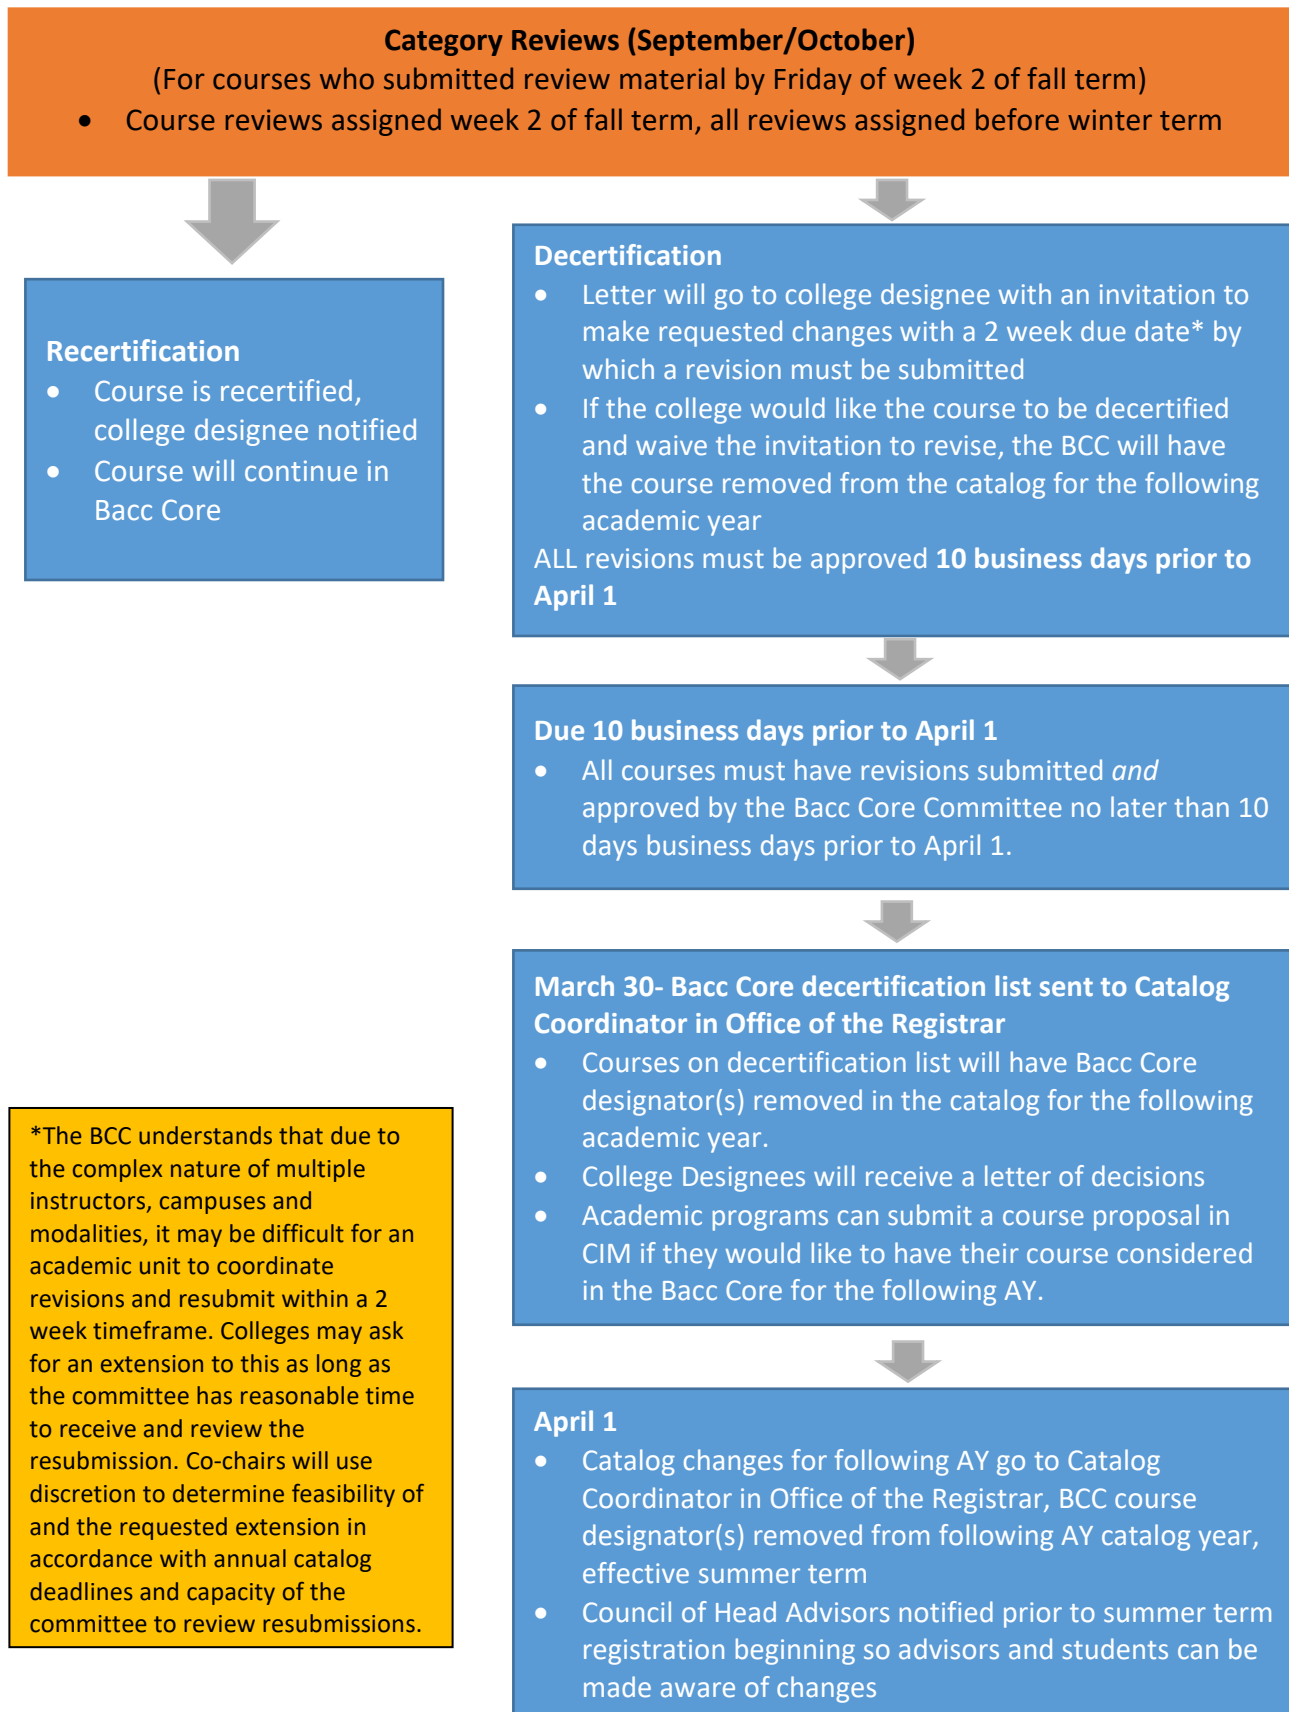 Category Reviews (September/October)
(For courses who submitted review material by Friday of week 2 of fall term)
• Course reviews assigned week 2 of fall term, all reviews assigned before winter term
Recertification
• Course is recertified,
college designee notified
• Course will continue in
Bacc Core
Decertification
• Letter will go to college designee with an invitation to
make requested changes with a 2 week due date* by
which a revision must be submitted
• If the college would like the course to be decertified
and waive the invitation to revise, the BCC will have
the course removed from the catalog for the following
academic year
ALL revisions must be approved 10 business days prior to
April 1
Due 10 business days prior to April 1
• All courses must have revisions submitted and
approved by the Bacc Core Committee no later than 10
days business days prior to April 1.
March 30- Bacc Core decertification list sent to Catalog
Coordinator in Office of the Registrar
• Courses on decertification list will have Bacc Core
designator(s) removed in the catalog for the following
academic year.
• College Designees will receive a letter of decisions
• Academic programs can submit a course proposal in
CIM if they would like to have their course considered
in the Bacc Core for the following AY.
*The BCC understands that due to
the complex nature of multiple
instructors, campuses and
modalities, it may be difficult for an
academic unit to coordinate
revisions and resubmit within a 2
week timeframe. Colleges may ask
for an extension to this as long as
the committee has reasonable time
to receive and review the
resubmission. Co-chairs will use
discretion to determine feasibility of
and the requested extension in
accordance with annual catalog
deadlines and capacity of the
committee to review resubmissions.
April 1
• Catalog changes for following AY go to Catalog
Coordinator in Office of the Registrar, BCC course
designator(s) removed from following AY catalog year,
effective summer term
• Council of Head Advisors notified prior to summer term
registration beginning so advisors and students can be
made aware of changes